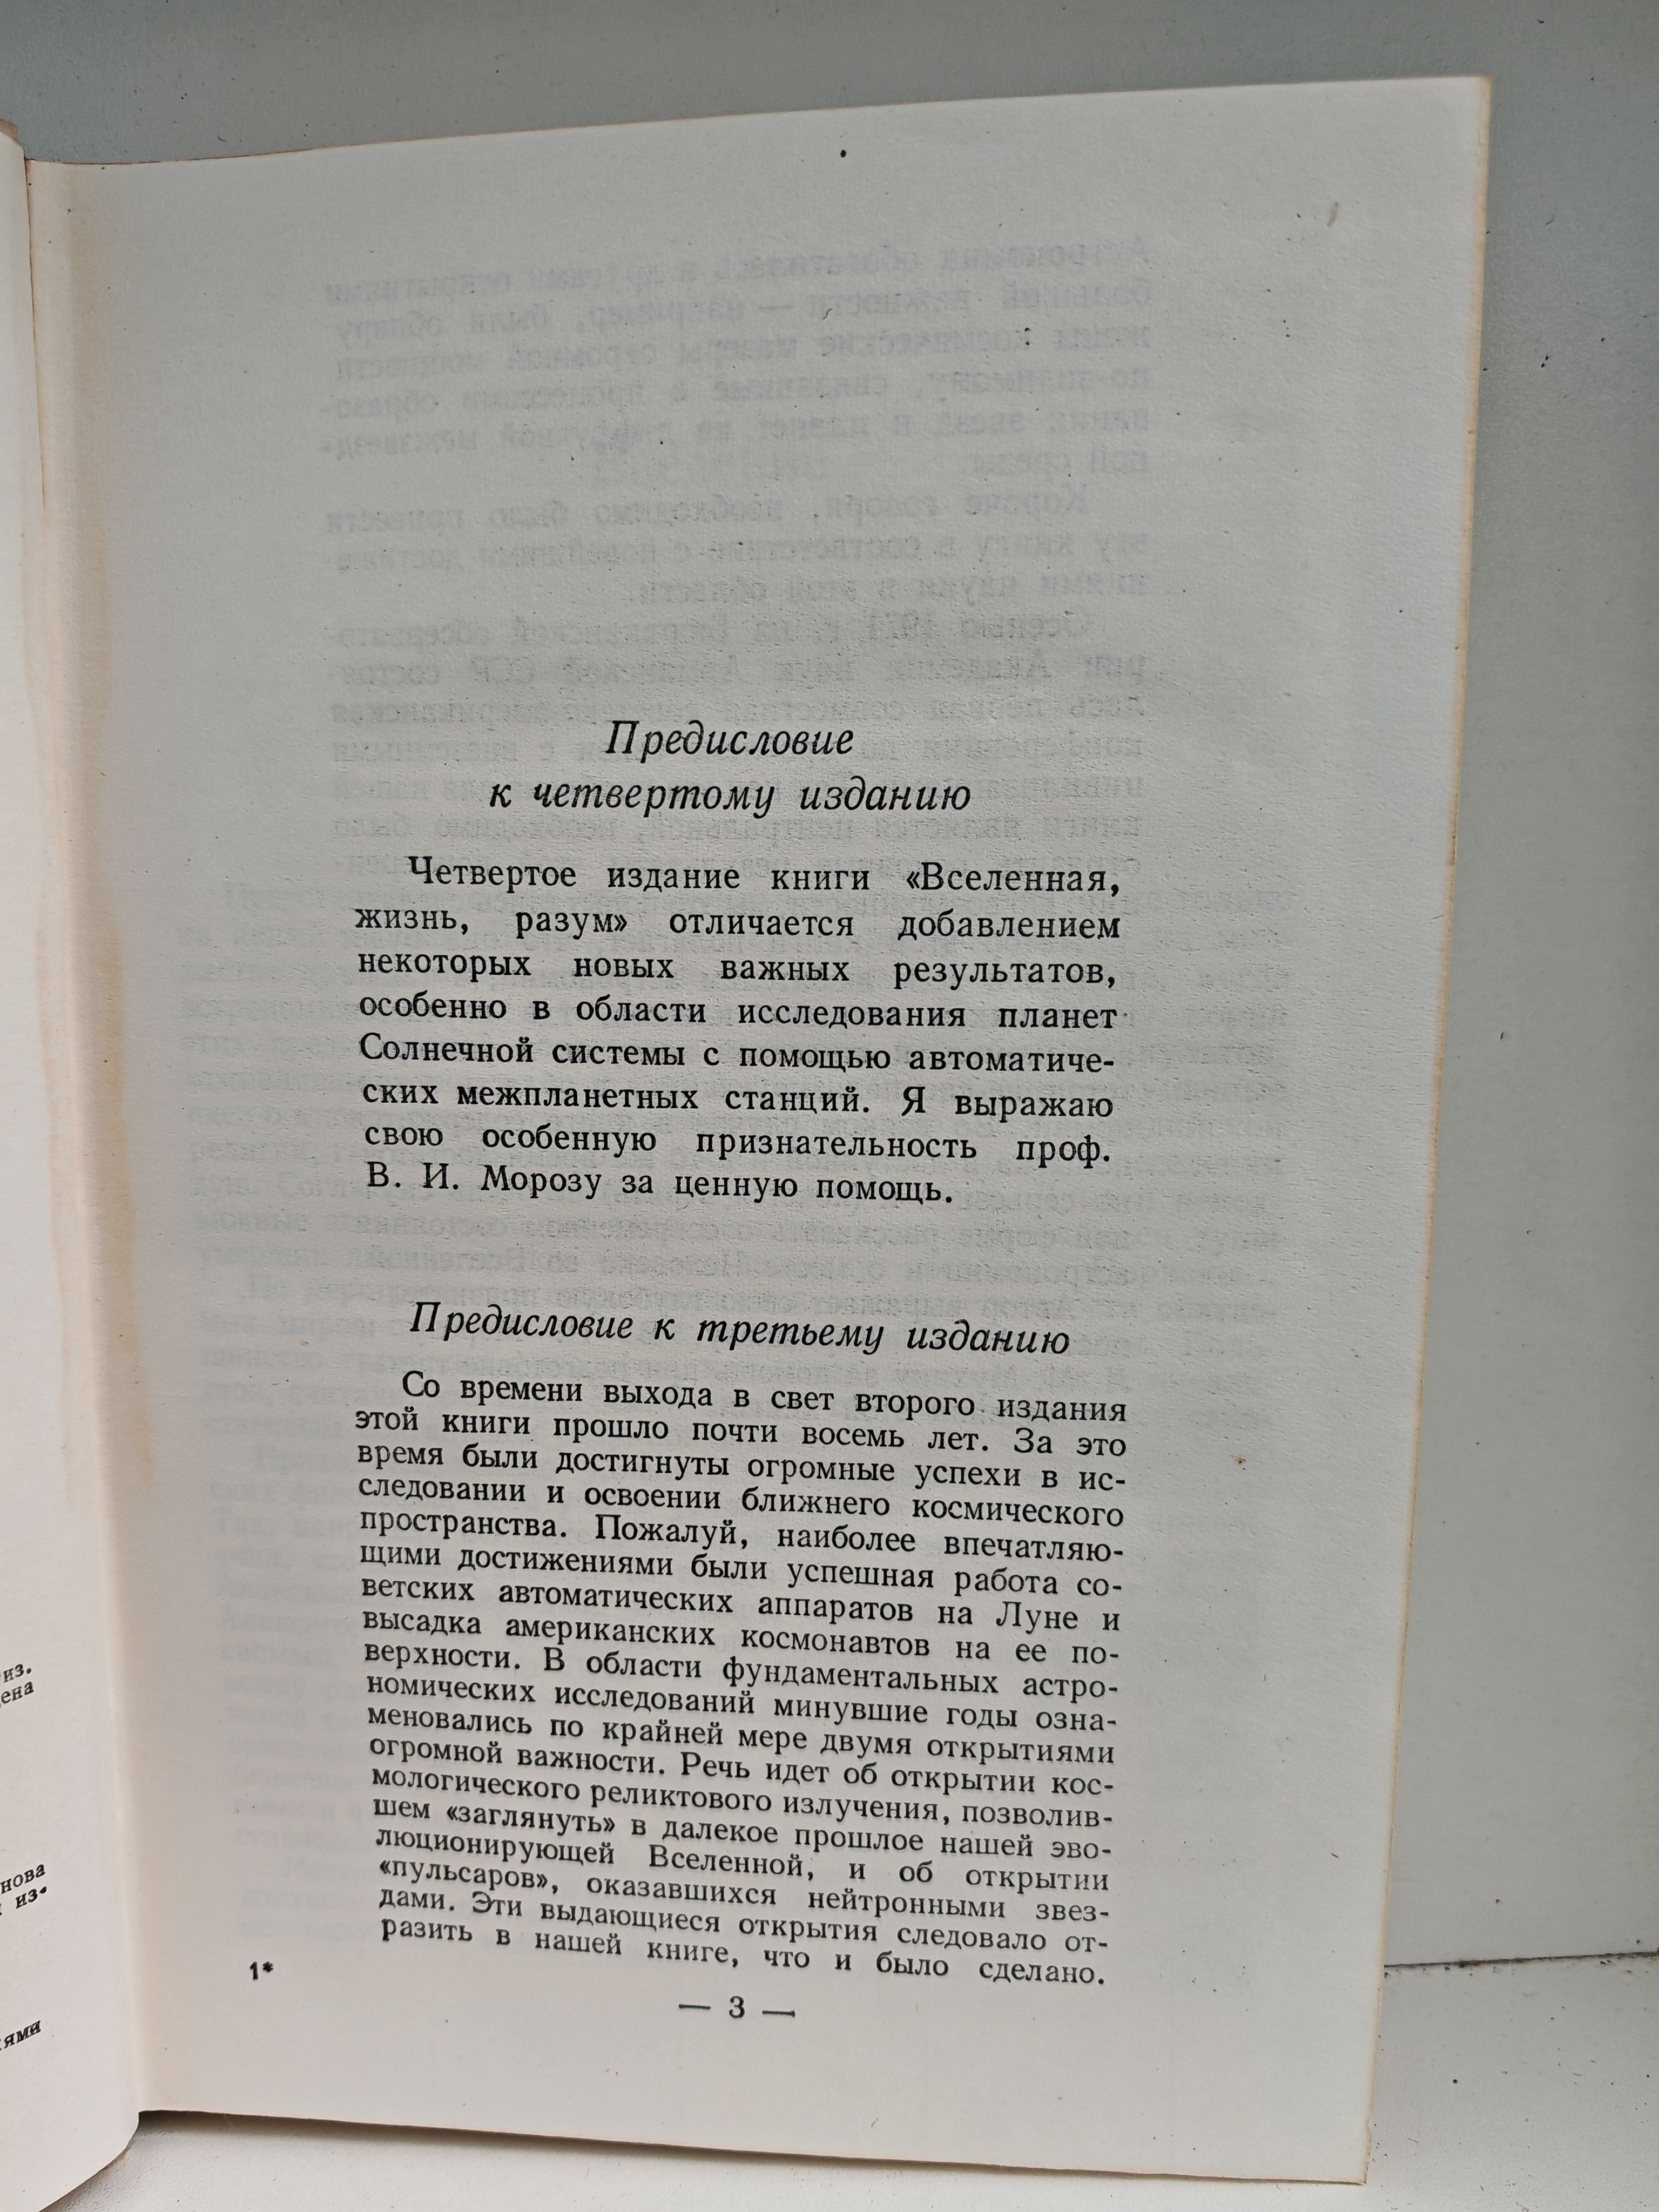 Предисловие
к четвертому изданию
Четвертое издание книги «Вселенная,
жизнь, разум» отличается добавлением
некоторых новых важных результатов,
особенно в области исследования планет
Солнечной системы с помощью автоматиче-
ских межпланетных станций. Я выражаю
свою особенную признательность проф.
В. И. Морозу за ценную помощь.
Предисловие к третьему изданию
Со времени выхода в свет второго издания
этой книги прошло почти восемь лет. За это
время были достигнуты огромные успехи в ис-
следовании и освоении ближнего космического
пространства. Пожалуй, наиболее впечатляю-
щими достижениями были успешная работа со-
ветских автоматических аппаратов на Луне и
высадка американских космонавтов на ее по-
верхности. В области фундаментальных астро-
номических исследований минувшие годы озна-
меновались по крайней мере двумя открытиями
огромной важности. Речь идет об открытии кос-
мологического реликтового излучения, позволив-
шем «заглянуть» в далекое прошлое нашей эво-
люционирующей Вселенной, и об открытии
«пульсаров», оказавшихся нейтронными звез-
дами. Эти выдающиеся открытия следовало от-
разить в нашей книге, что и было сделано.
1*
— 3 —